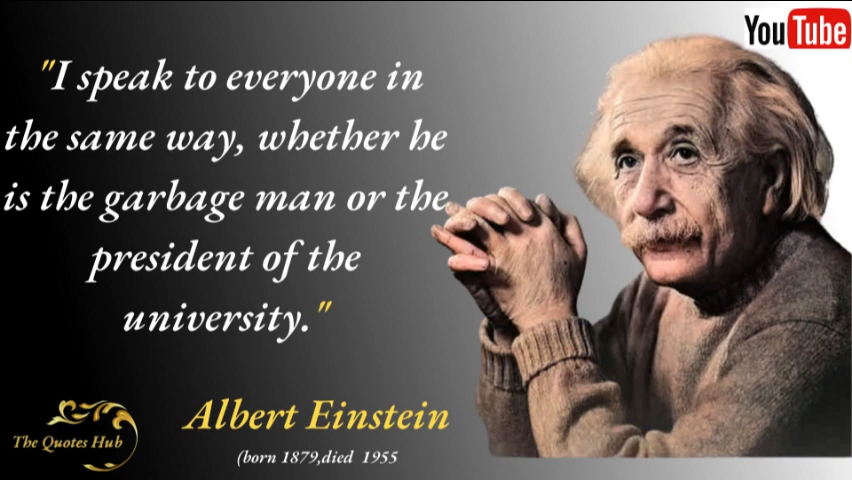 "I speak to everyone in
the same way, whether he
is the garbage man or the
president of the
university."
Albert Einstein
(born 1879,died 1955
The Quotes Hub
YouTube